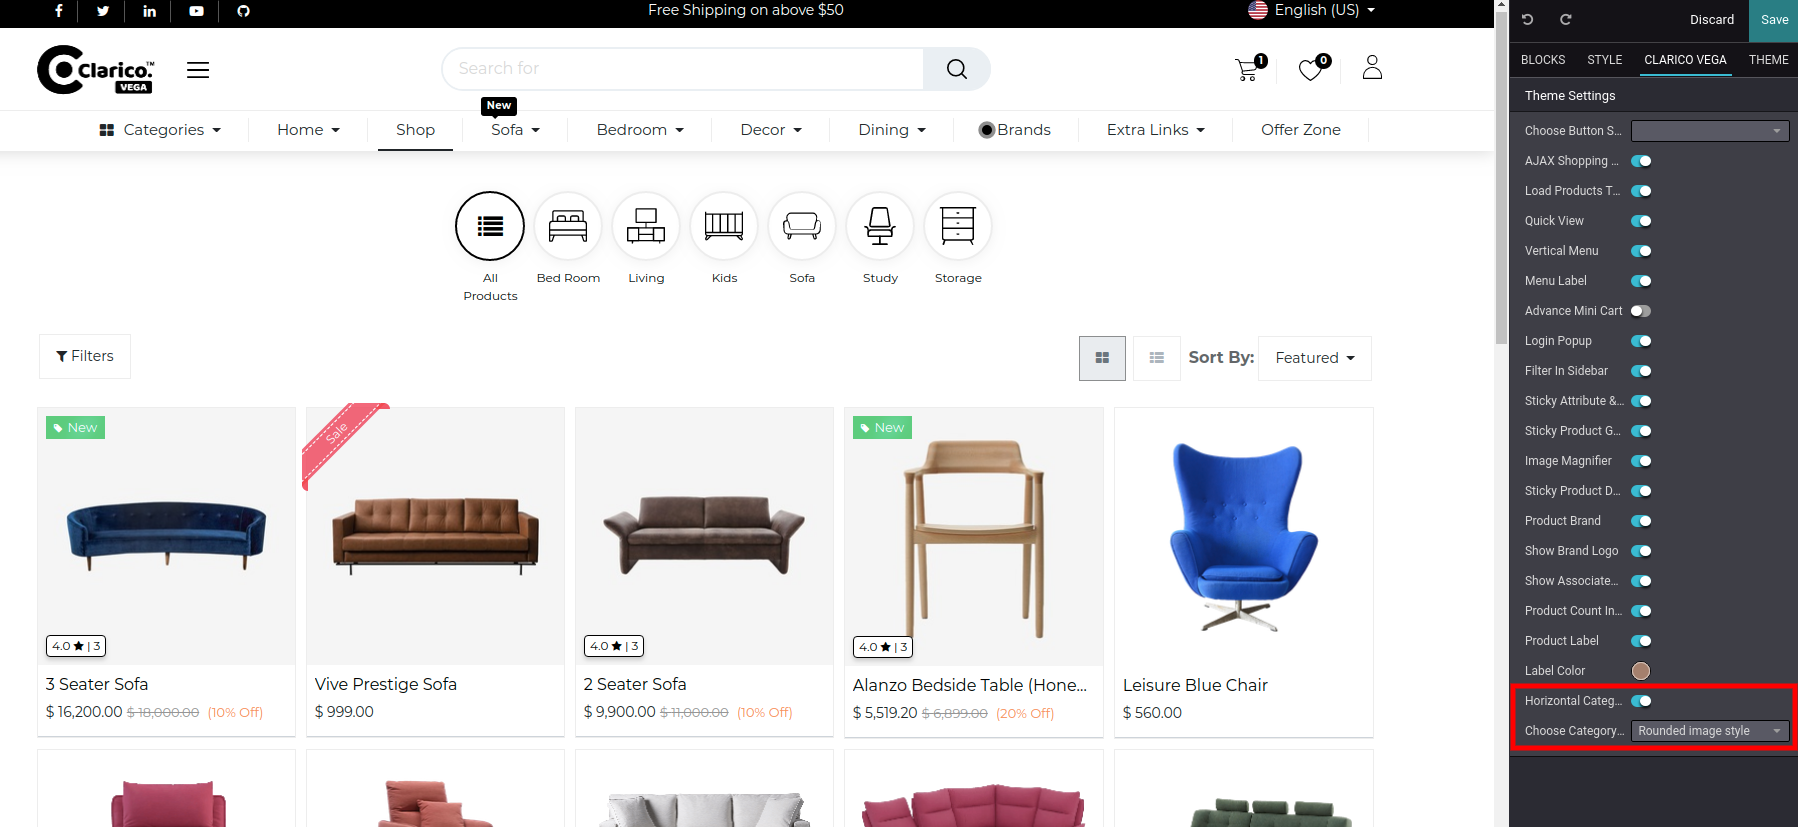 Free Shipping on above $50
English (US)
Discard
Save
Clarico.™
VEGA
Search for
1
0
BLOCKS STYLE CLARICO VEGA THEME
Theme Settings
New
Categories Home Shop Sofa Bedroom Decor Dining Brands Extra Links Offer Zone
All Products
Bed Room
Living
Kids
Sofa
Study
Storage
Filters
Sort By: Featured
New
4.0 ★ | 3
3 Seater Sofa
$ 16,200.00 $ 18,000.00 (10% Off)
Sale
Vive Prestige Sofa
$ 999.00
4.0 ★ | 3
2 Seater Sofa
$ 9,900.00 $ 11,000.00 (10% Off)
New
4.0 ★ | 3
Alanzo Bedside Table (Hone...
$ 5,519.20 $ 6,899.00 (20% Off)
Leisure Blue Chair
$ 560.00
Choose Button S...
AJAX Shopping ...
Load Products T...
Quick View
Vertical Menu
Menu Label
Advance Mini Cart
Login Popup
Filter In Sidebar
Sticky Attribute &...
Sticky Product G...
Image Magnifier
Sticky Product D...
Product Brand
Show Brand Logo
Show Associate...
Product Count In...
Product Label
Label Color
Horizontal Categ...
Choose Category... Rounded image style